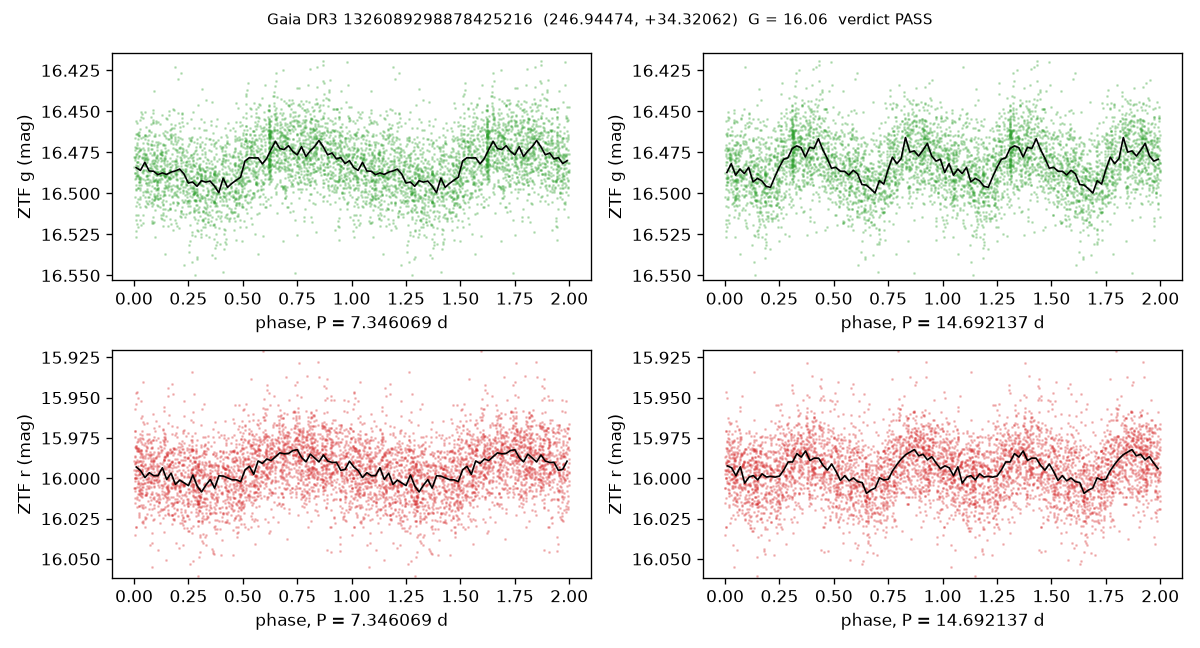 Gaia DR3 1326089298878425216  (246.94474, +34.32062)  G = 16.06  verdict PASS
ZTF g (mag)
16.425
16.450
16.475
16.500
16.525
16.550
0.00 0.25 0.50 0.75 1.00 1.25 1.50 1.75 2.00
phase, P = 7.346069 d
ZTF g (mag)
16.425
16.450
16.475
16.500
16.525
16.550
0.00 0.25 0.50 0.75 1.00 1.25 1.50 1.75 2.00
phase, P = 14.692137 d
ZTF r (mag)
15.925
15.950
15.975
16.000
16.025
16.050
0.00 0.25 0.50 0.75 1.00 1.25 1.50 1.75 2.00
phase, P = 7.346069 d
ZTF r (mag)
15.925
15.950
15.975
16.000
16.025
16.050
0.00 0.25 0.50 0.75 1.00 1.25 1.50 1.75 2.00
phase, P = 14.692137 d